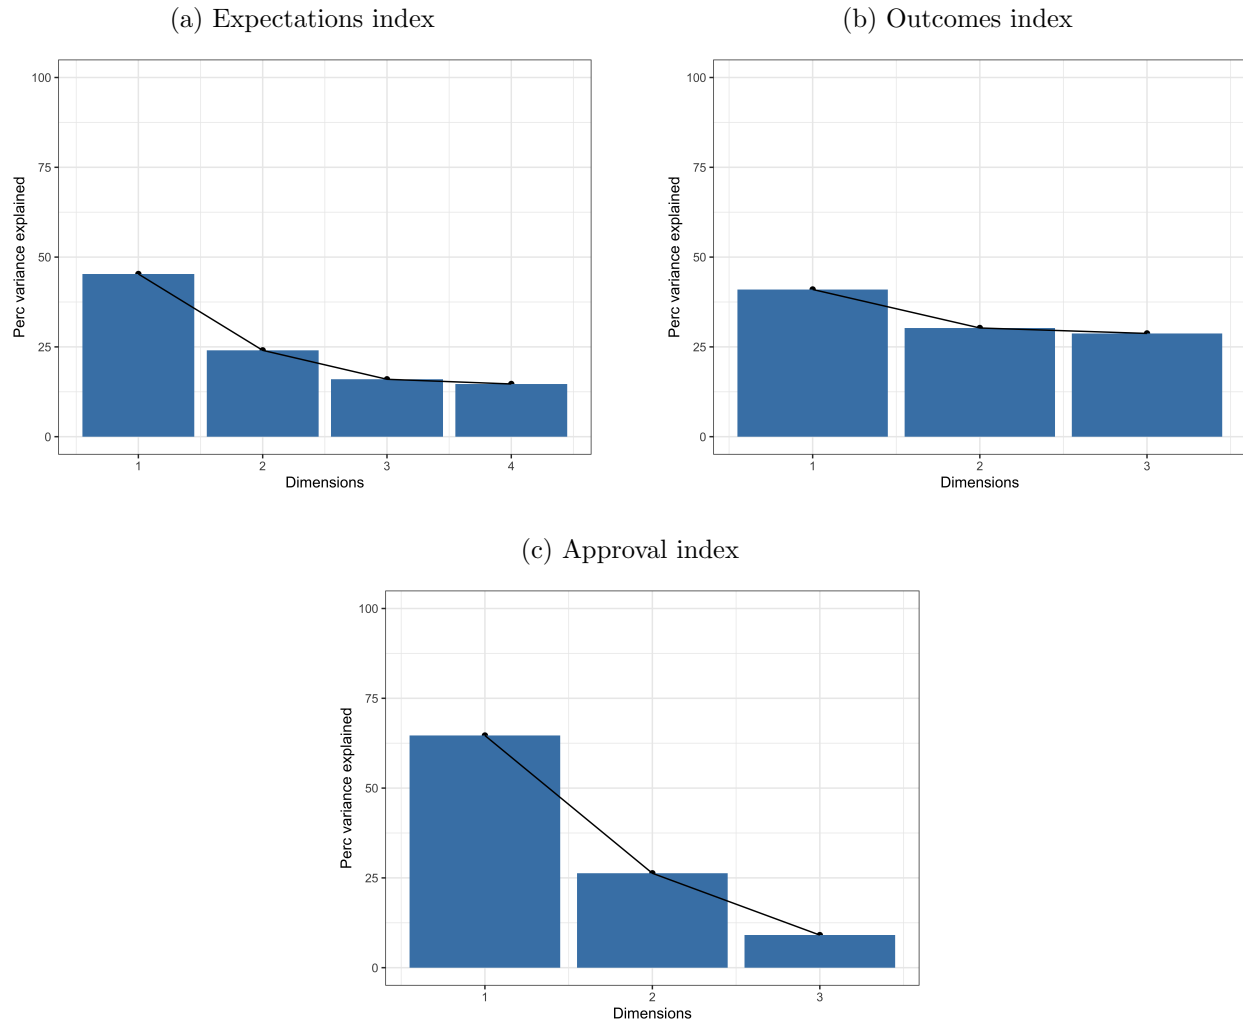 (a) Expectations index
100
75
50
25
0
Perc variance explained
1 2 3 4
Dimensions
(b) Outcomes index
100
75
50
25
0
Perc variance explained
1 2 3
Dimensions
(c) Approval index
100
75
50
25
0
Perc variance explained
1 2 3
Dimensions